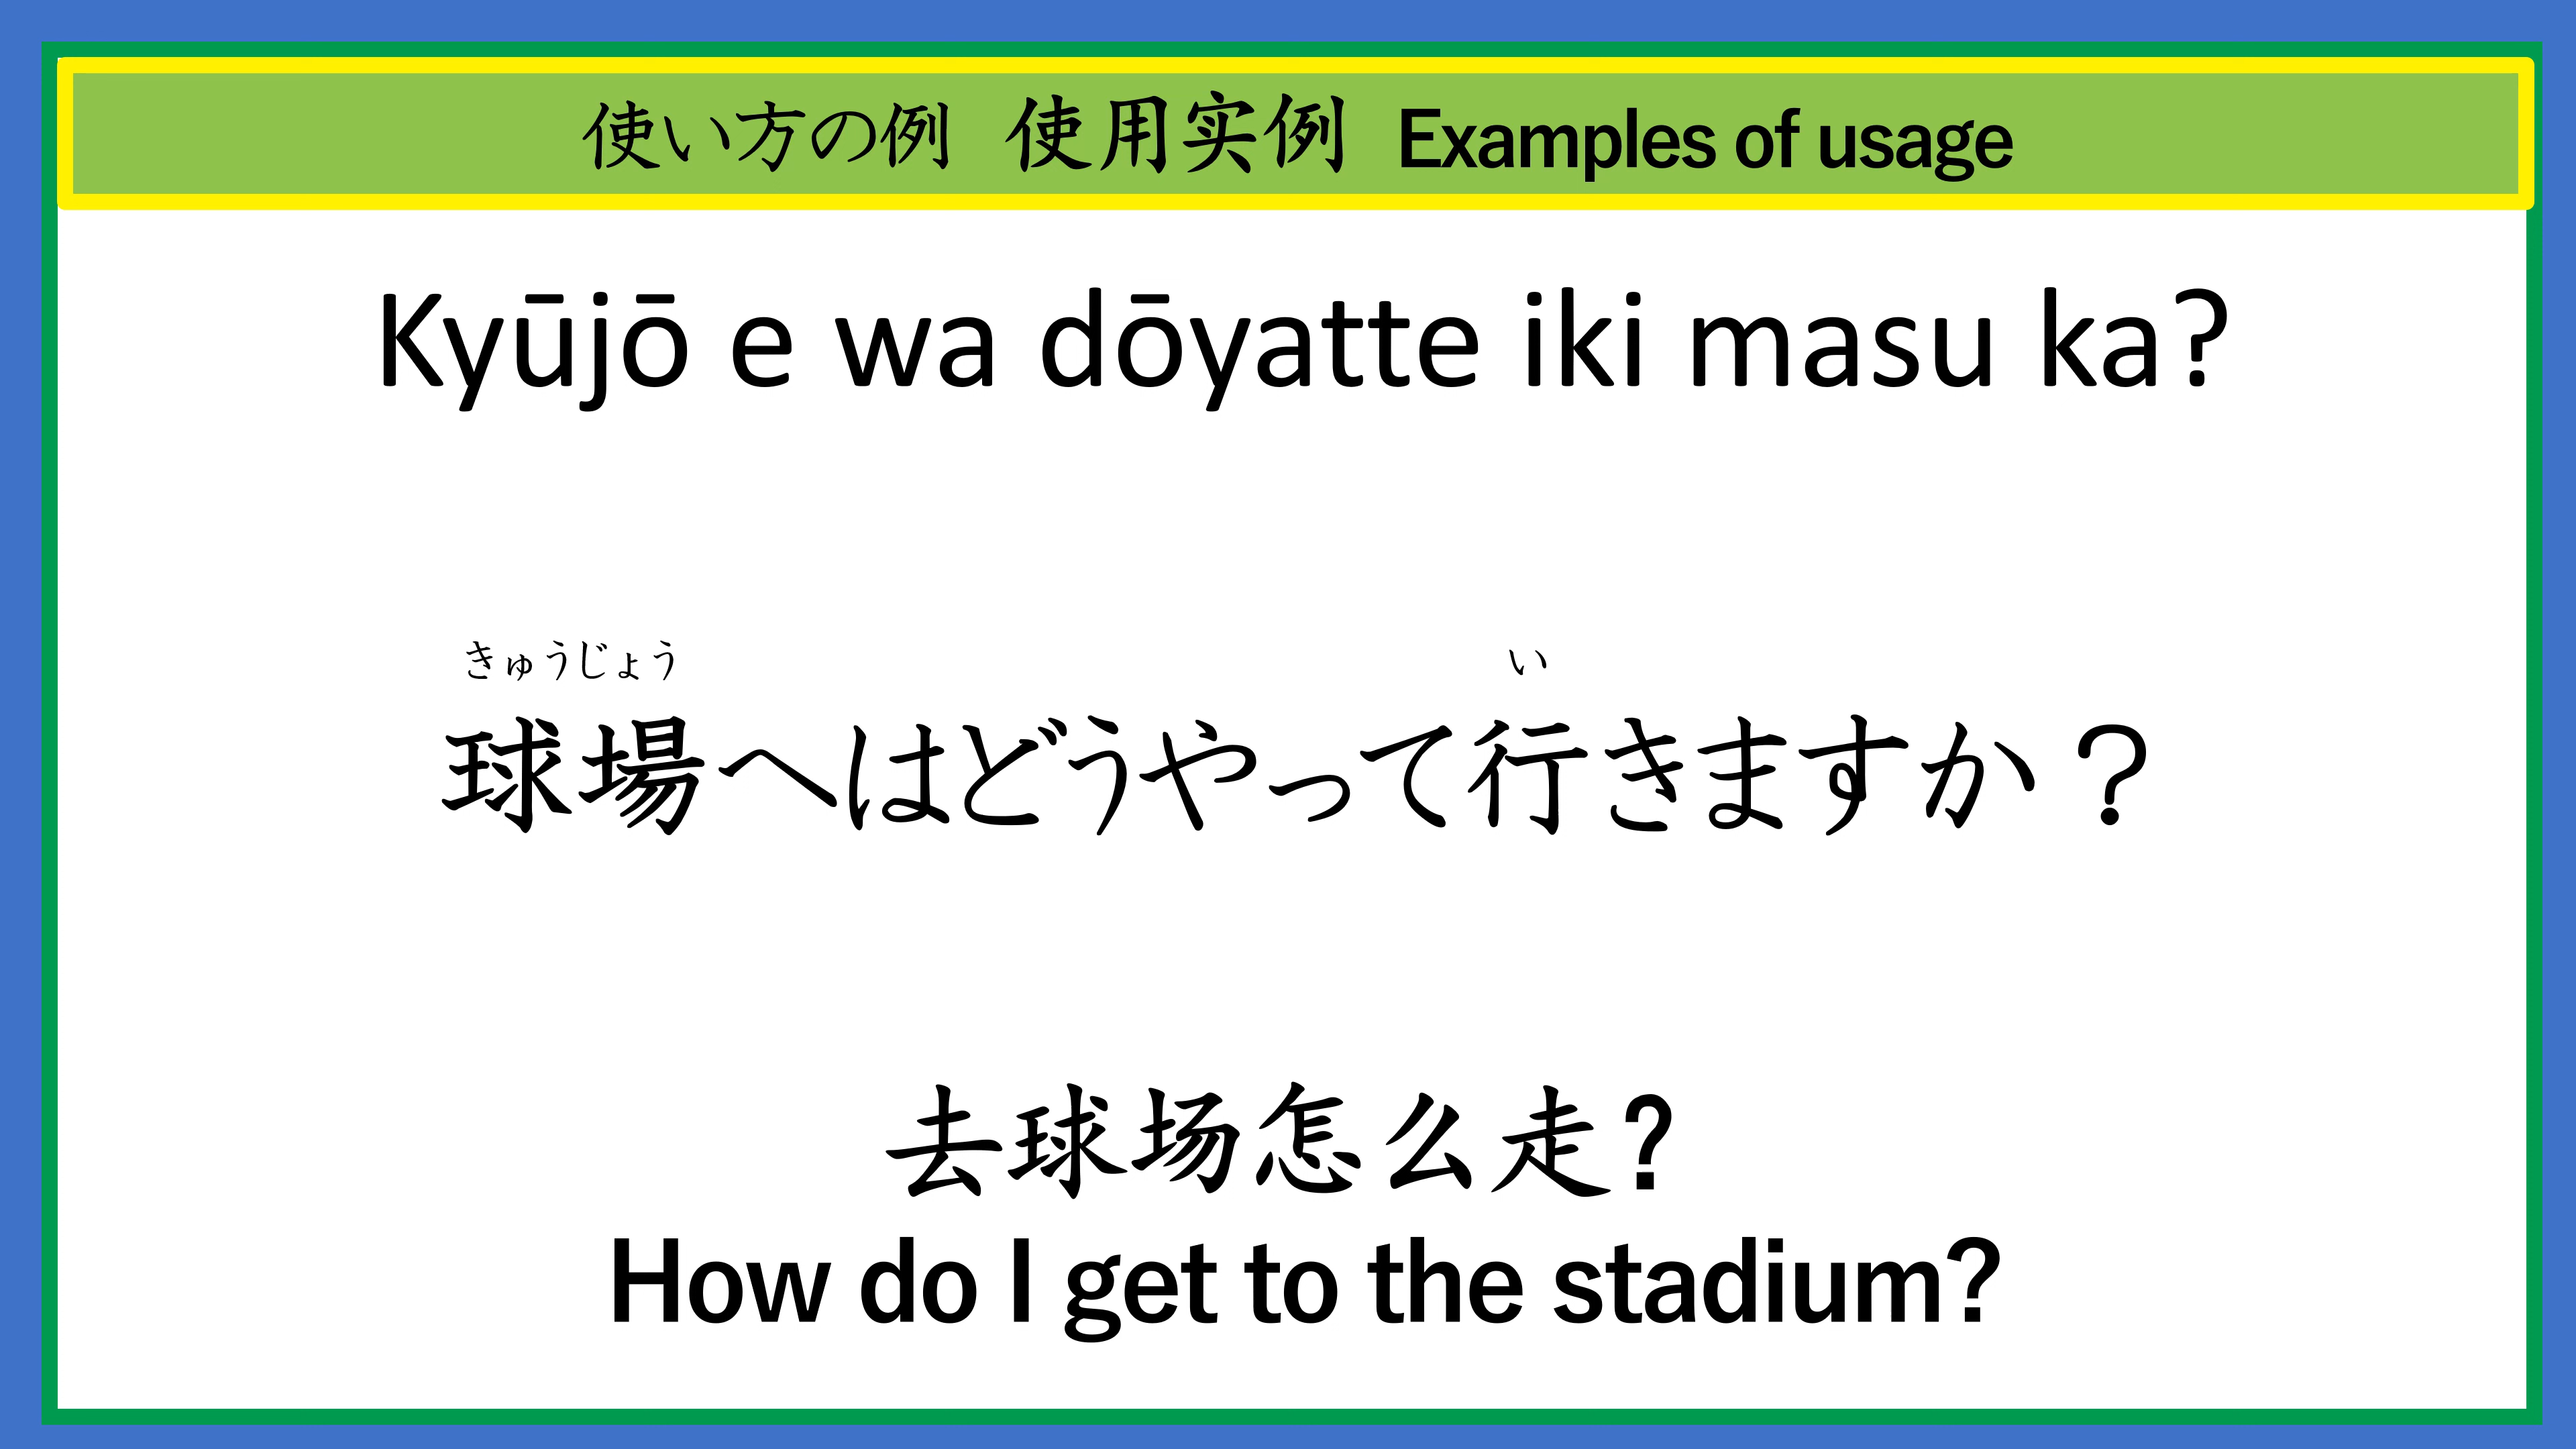 使い方の例 使用实例 Examples of usage
Kyūjō e wa dōyatte iki masu ka?
きゅうじょう い
球場へはどうやって行きますか？
去球场怎么走?
How do I get to the stadium?